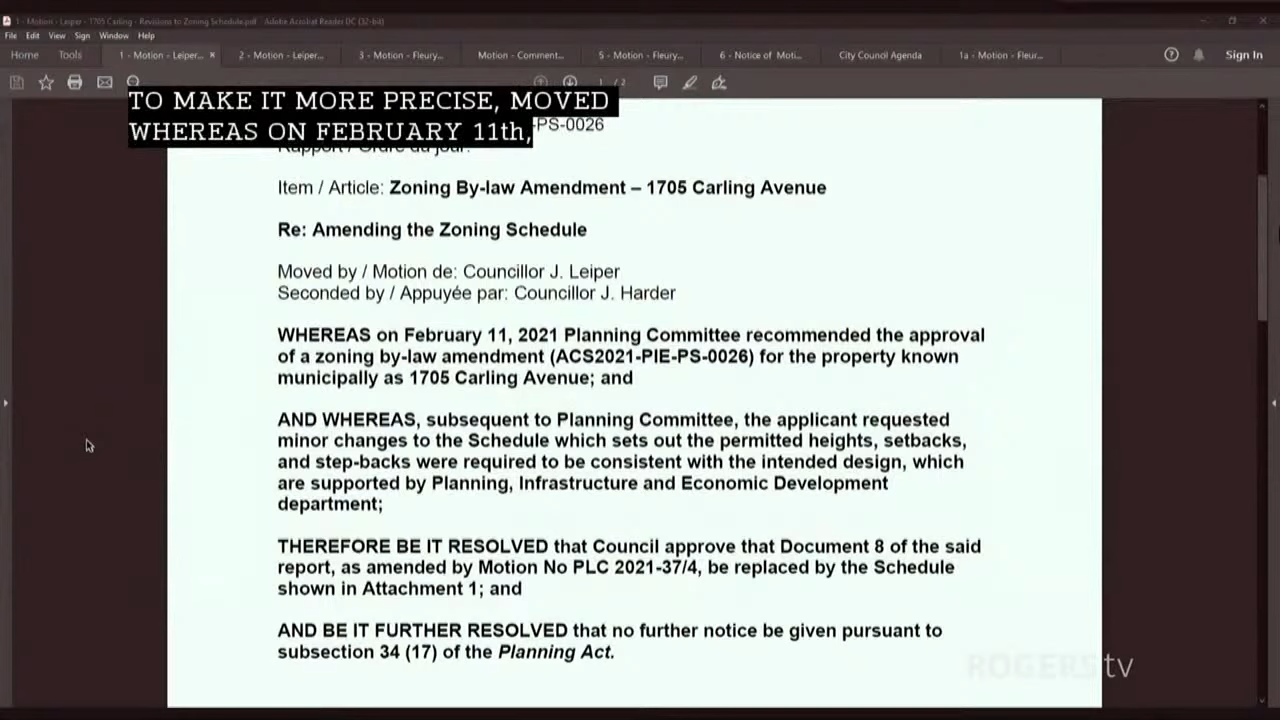 1 - Motion - Leiper - 1705 Carling - Revisions to Zoning Schedule.pdf - Adobe Acrobat Reader DC (32-bit)
File Edit View Sign Window Help
Home Tools 1 - Motion - Leiper... × 2 - Motion - Leiper... 3 - Motion - Fleury... Motion - Comment... 5 - Motion - Fleury... 6 - Notice of Moti... City Council Agenda 1a - Motion - Fleur... Sign In
1 / 2
TO MAKE IT MORE PRECISE, MOVED
WHEREAS ON FEBRUARY 11th,
-PS-0026
Rapport / Ordre du jour:
Item / Article: Zoning By-law Amendment – 1705 Carling Avenue
Re: Amending the Zoning Schedule
Moved by / Motion de: Councillor J. Leiper
Seconded by / Appuyée par: Councillor J. Harder
WHEREAS on February 11, 2021 Planning Committee recommended the approval
of a zoning by-law amendment (ACS2021-PIE-PS-0026) for the property known
municipally as 1705 Carling Avenue; and
AND WHEREAS, subsequent to Planning Committee, the applicant requested
minor changes to the Schedule which sets out the permitted heights, setbacks,
and step-backs were required to be consistent with the intended design, which
are supported by Planning, Infrastructure and Economic Development
department;
THEREFORE BE IT RESOLVED that Council approve that Document 8 of the said
report, as amended by Motion No PLC 2021-37/4, be replaced by the Schedule
shown in Attachment 1; and
AND BE IT FURTHER RESOLVED that no further notice be given pursuant to
subsection 34 (17) of the Planning Act.
ROGERS tv